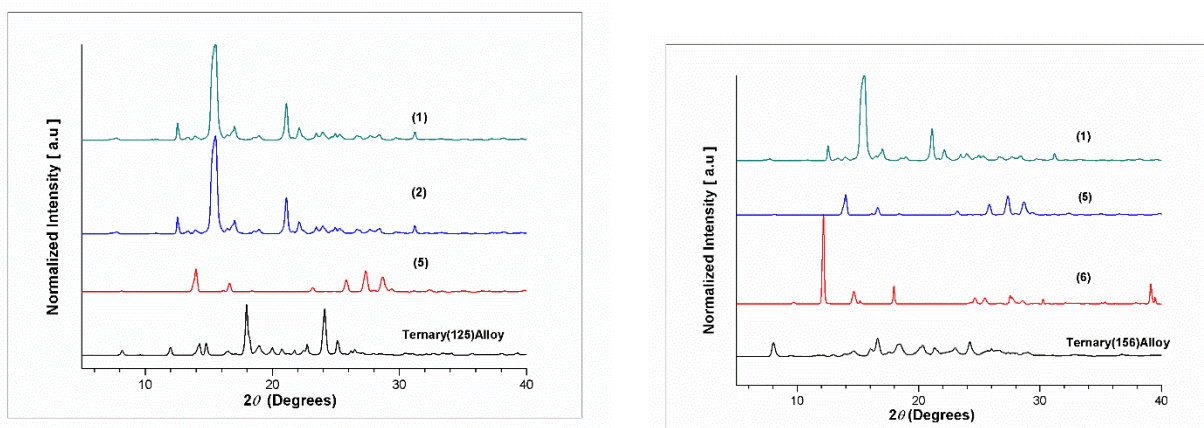 (1)
(2)
(5)
Ternary(125)Alloy
Normalized Intensity [ a.u ]
10 20 30 40
2θ (Degrees)
(1)
(5)
(6)
Ternary(156)Alloy
Normalized Intensity [ a.u ]
10 20 30 40
2θ (Degrees)